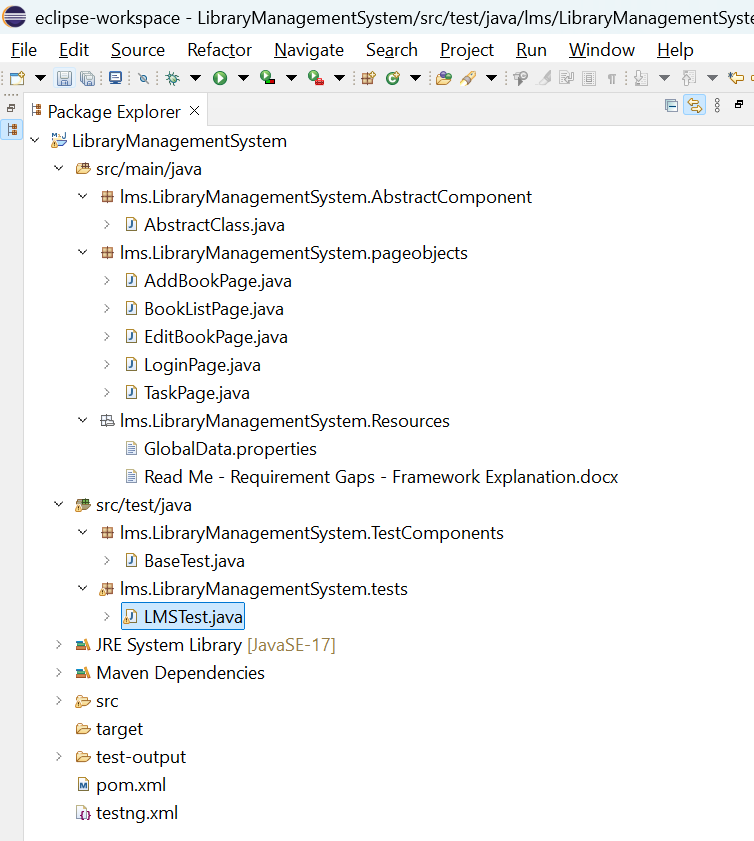 eclipse-workspace - LibraryManagementSystem/src/test/java/lms/LibraryManagementSyste
File Edit Source Refactor Navigate Search Project Run Window Help
Package Explorer
LibraryManagementSystem
src/main/java
lms.LibraryManagementSystem.AbstractComponent
AbstractClass.java
lms.LibraryManagementSystem.pageobjects
AddBookPage.java
BookListPage.java
EditBookPage.java
LoginPage.java
TaskPage.java
lms.LibraryManagementSystem.Resources
GlobalData.properties
Read Me - Requirement Gaps - Framework Explanation.docx
src/test/java
lms.LibraryManagementSystem.TestComponents
BaseTest.java
lms.LibraryManagementSystem.tests
LMSTest.java
JRE System Library [JavaSE-17]
Maven Dependencies
src
target
test-output
pom.xml
testng.xml